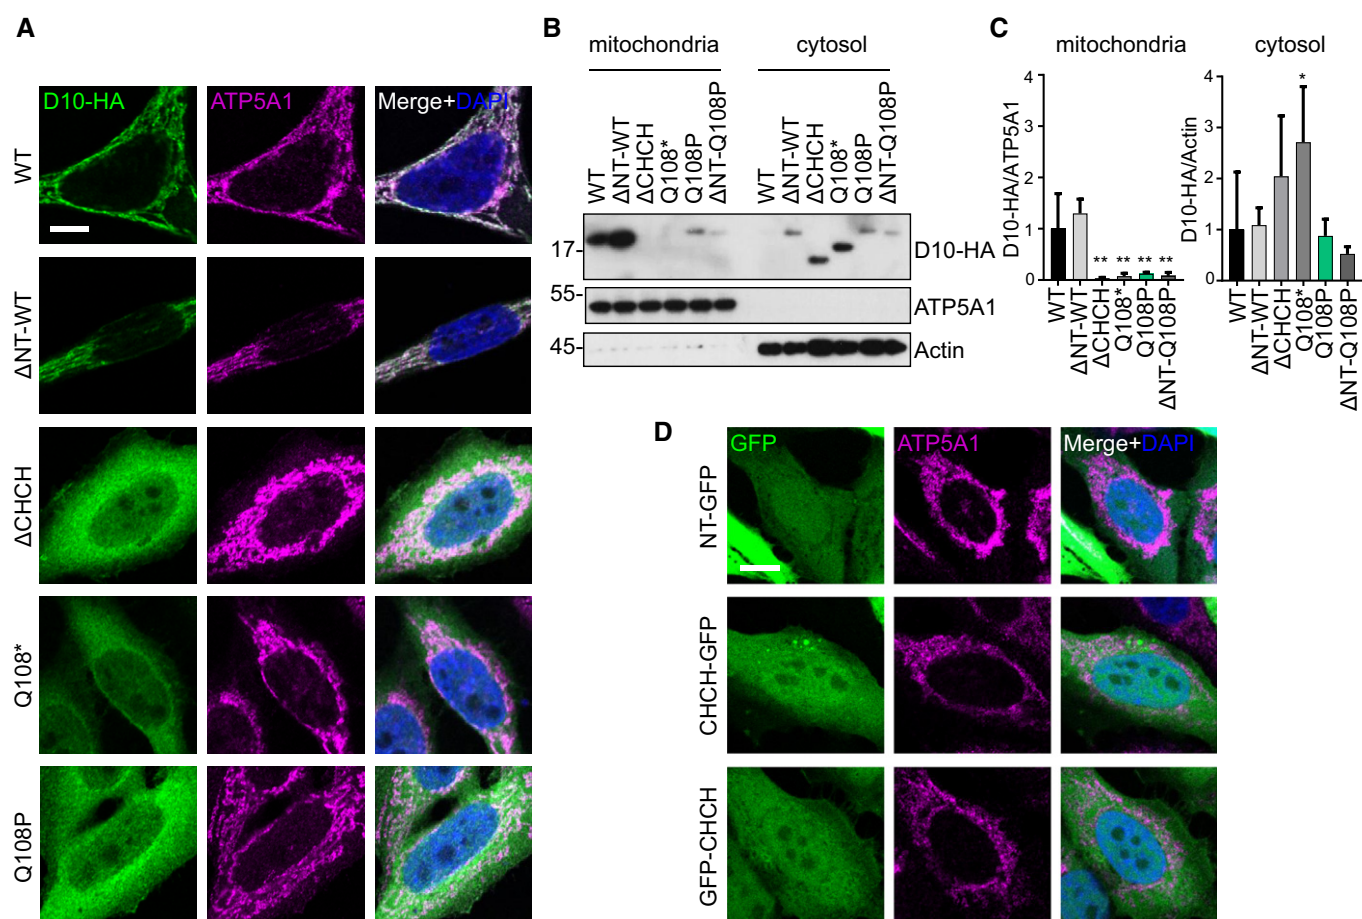 A
D10-HA
ATP5A1
Merge+DAPI
WT
ΔNT-WT
ΔCHCH
Q108*
Q108P
B
mitochondria
cytosol
WT
ΔNT-WT
ΔCHCH
Q108*
Q108P
ΔNT-Q108P
WT
ΔNT-WT
ΔCHCH
Q108*
Q108P
ΔNT-Q108P
17-
D10-HA
55-
ATP5A1
45-
Actin
C
mitochondria
D10-HA/ATP5A1
4
3
2
1
0
** ** ** **
WT
ΔNT-WT
ΔCHCH
Q108*
Q108P
ΔNT-Q108P
cytosol
D10-HA/Actin
4
3
2
1
0
*
WT
ΔNT-WT
ΔCHCH
Q108*
Q108P
ΔNT-Q108P
D
GFP
ATP5A1
Merge+DAPI
NT-GFP
CHCH-GFP
GFP-CHCH